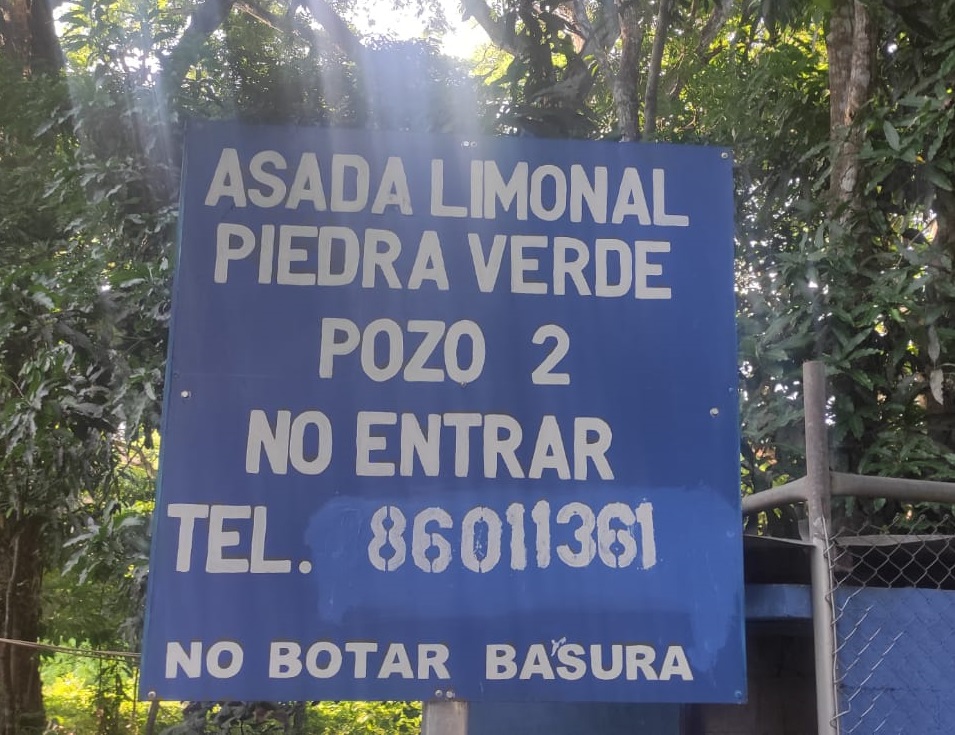 ASADA LIMONAL
PIEDRA VERDE
POZO 2
NO ENTRAR
TEL. 86011361
NO BOTAR BASURA